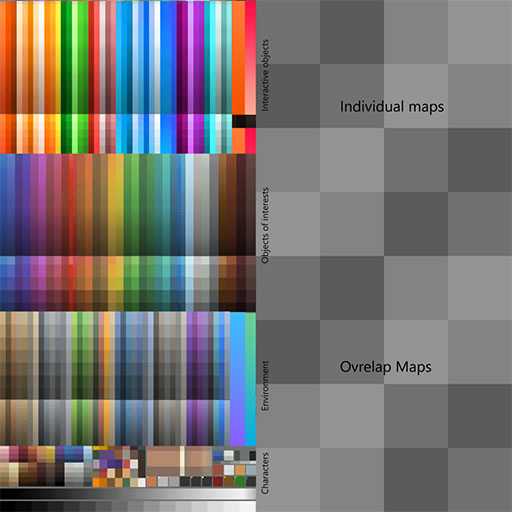 Interactive objects
Individual maps
Objects of interests
Ovrelap Maps
Environment
Characters